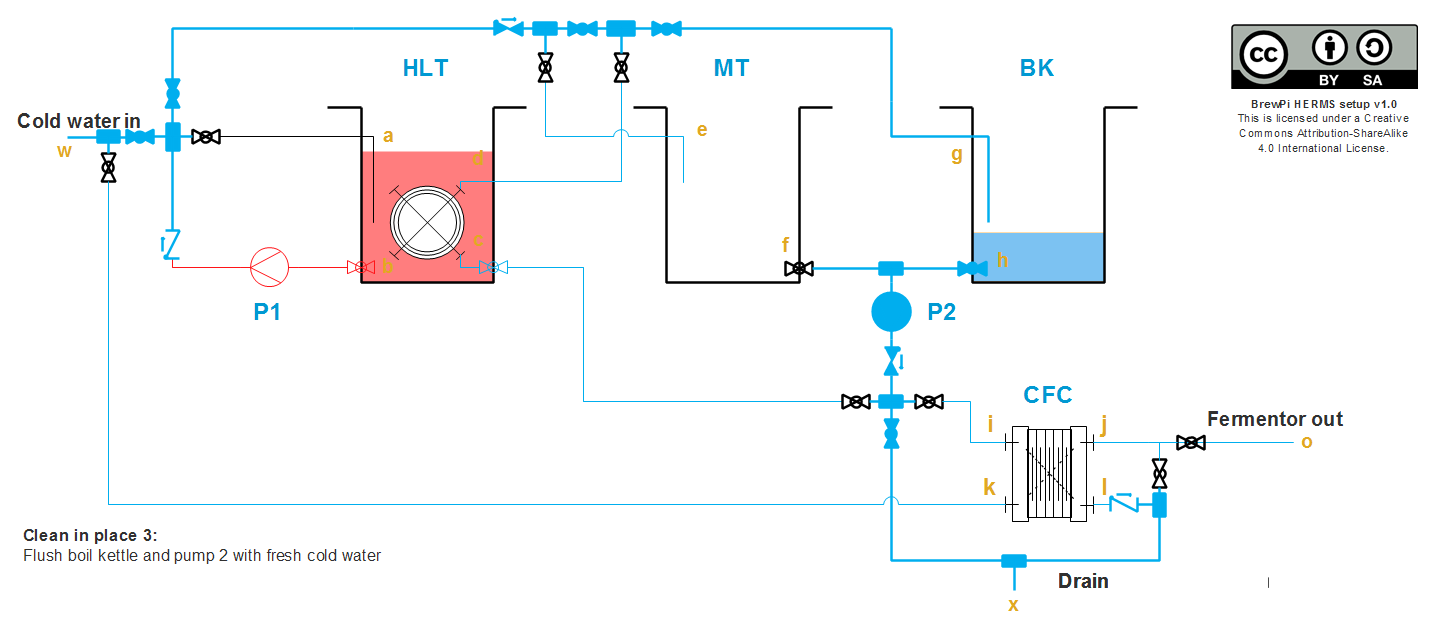 HLT
MT
BK
cc
BY SA
BrewPi HERMS setup v1.0
This is licensed under a Creative
Commons Attribution-ShareAlike
4.0 International License.
Cold water in
w
a
d
e
g
c
b
f
h
P1
P2
CFC
i
j
Fermentor out
o
k
l
Clean in place 3:
Flush boil kettle and pump 2 with fresh cold water
Drain
x